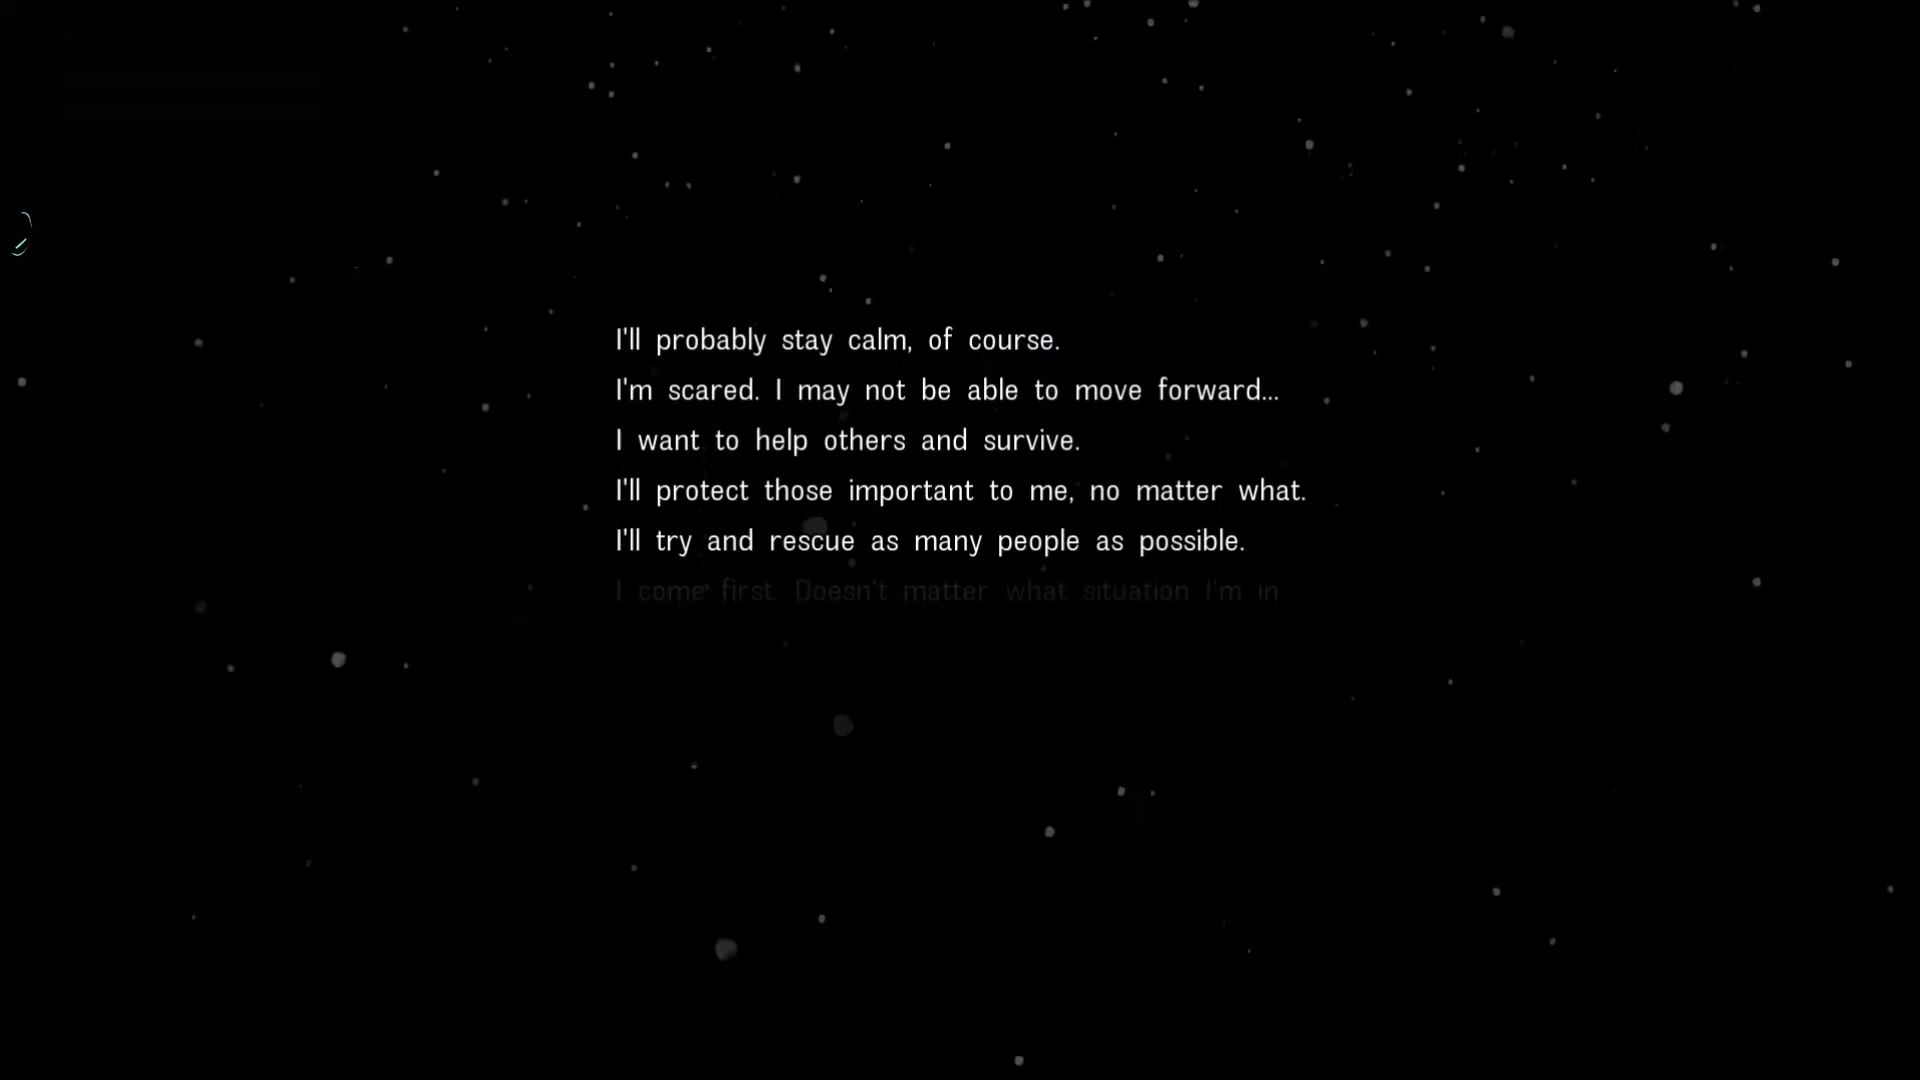 I'll probably stay calm, of course.
I'm scared. I may not be able to move forward...
I want to help others and survive.
I'll protect those important to me, no matter what.
I'll try and rescue as many people as possible.
I come first. Doesn't matter what situation I'm in